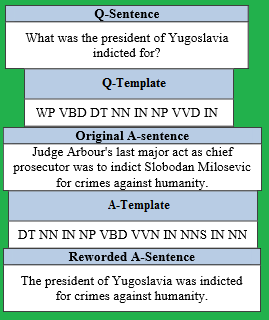 Q-Sentence
What was the president of Yugoslavia
indicted for?
Q-Template
WP VBD DT NN IN NP VVD IN
Original A-sentence
Judge Arbour's last major act as chief
prosecutor was to indict Slobodan Milosevic
for crimes against humanity.
A-Template
DT NN IN NP VBD VVN IN NNS IN NN
Reworded A-Sentence
The president of Yugoslavia was indicted
for crimes against humanity.